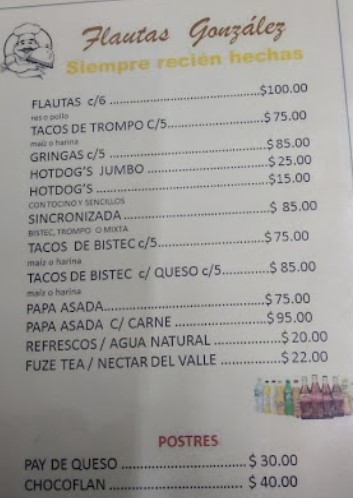 Flautas González
Siempre recién hechas
FLAUTAS c/6 ........................................$100.00
res o pollo
TACOS DE TROMPO C/5..........................$ 75.00
maíz o harina
GRINGAS c/5 ..........................................$ 85.00
HOTDOG'S JUMBO ................................$ 25.00
HOTDOG'S .............................................$15.00
CON TOCINO Y SENCILLOS
SINCRONIZADA ......................................$ 85.00
BISTEC, TROMPO O MIXTA
TACOS DE BISTEC c/5.............................$ 75.00
maíz o harina
TACOS DE BISTEC c/ QUESO c/5............$ 85.00
maíz o harina
PAPA ASADA..........................................$ 75.00
PAPA ASADA C/ CARNE ........................$ 95.00
REFRESCOS / AGUA NATURAL .................$ 20.00
FUZE TEA / NECTAR DEL VALLE ...............$ 22.00
POSTRES
PAY DE QUESO ................................ $ 30.00
CHOCOFLAN ................................... $ 40.00